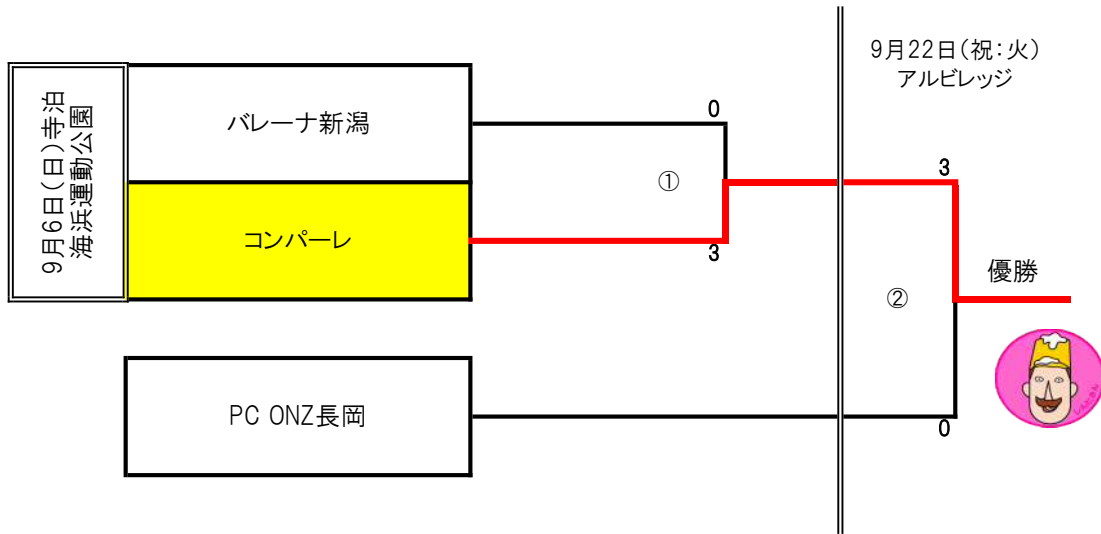 9月22日(祝:火)
アルビレッジ
9月6日(日)寺泊
海浜運動公園
バレーナ新潟
0
①
3
コンパーレ
3
優勝
②
PC ONZ長岡
0